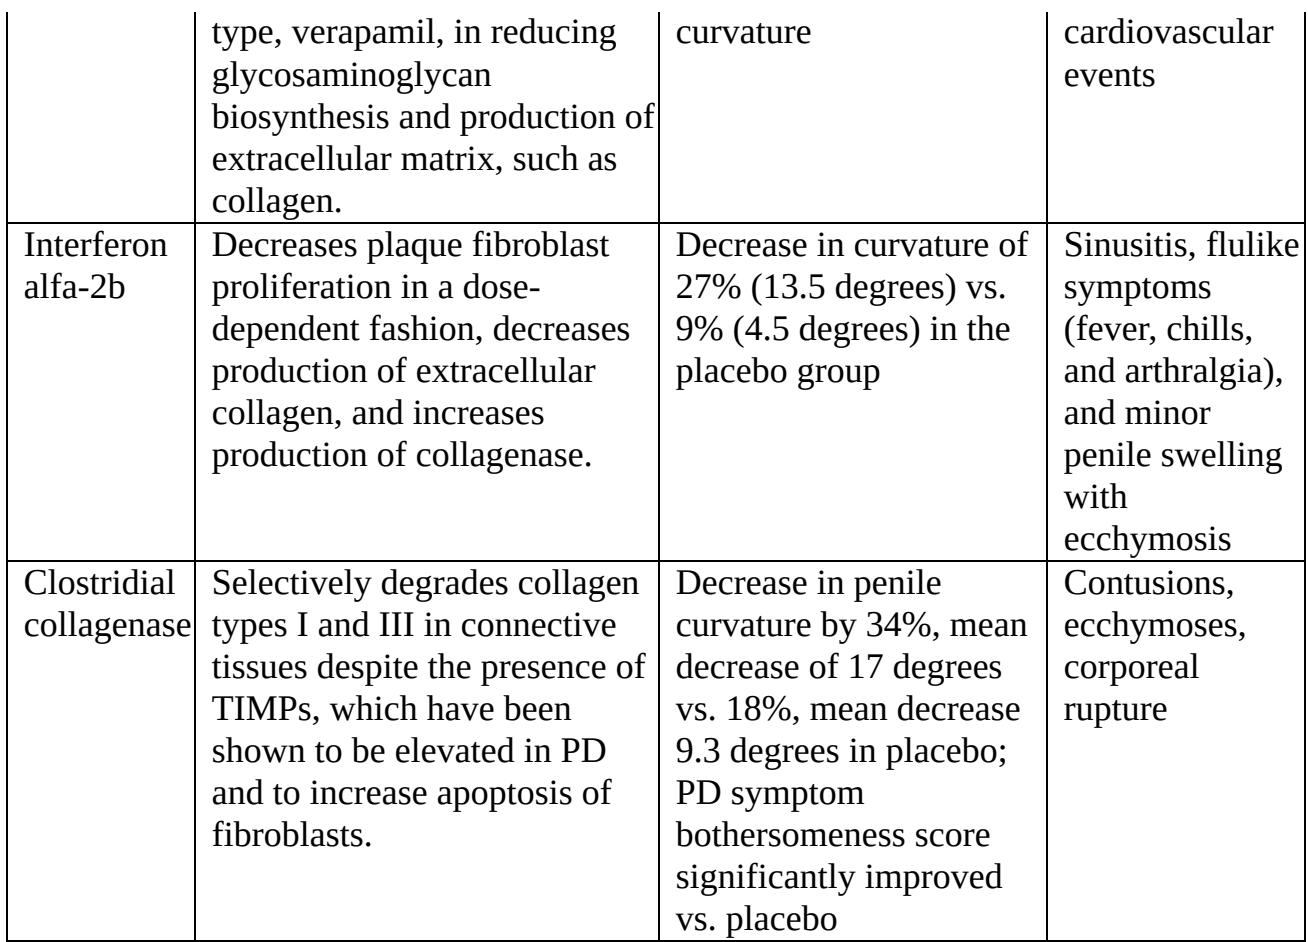 type, verapamil, in reducing
glycosaminoglycan
biosynthesis and production of
extracellular matrix, such as
collagen.
curvature
cardiovascular
events
Interferon
alfa-2b
Decreases plaque fibroblast
proliferation in a dose-
dependent fashion, decreases
production of extracellular
collagen, and increases
production of collagenase.
Decrease in curvature of
27% (13.5 degrees) vs.
9% (4.5 degrees) in the
placebo group
Sinusitis, flulike
symptoms
(fever, chills,
and arthralgia),
and minor
penile swelling
with
ecchymosis
Clostridial
collagenase
Selectively degrades collagen
types I and III in connective
tissues despite the presence of
TIMPs, which have been
shown to be elevated in PD
and to increase apoptosis of
fibroblasts.
Decrease in penile
curvature by 34%, mean
decrease of 17 degrees
vs. 18%, mean decrease
9.3 degrees in placebo;
PD symptom
bothersomeness score
significantly improved
vs. placebo
Contusions,
ecchymoses,
corporeal
rupture